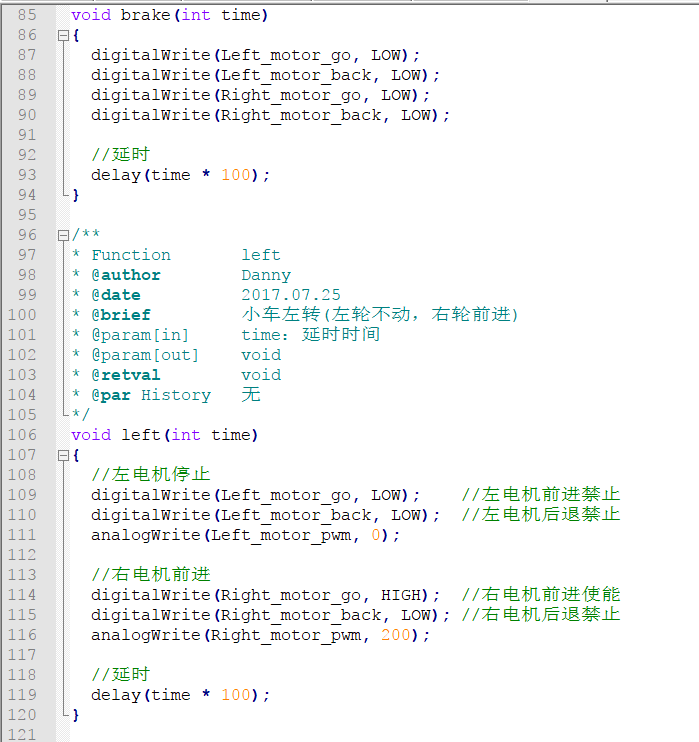 85 void brake(int time)
86 {
87 digitalWrite(Left_motor_go, LOW);
88 digitalWrite(Left_motor_back, LOW);
89 digitalWrite(Right_motor_go, LOW);
90 digitalWrite(Right_motor_back, LOW);
91
92 //延时
93 delay(time * 100);
94 }
95
96 /**
97 * Function left
98 * @author Danny
99 * @date 2017.07.25
100 * @brief 小车左转(左轮不动，右轮前进)
101 * @param[in] time：延时时间
102 * @param[out] void
103 * @retval void
104 * @par History 无
105 */
106 void left(int time)
107 {
108 //左电机停止
109 digitalWrite(Left_motor_go, LOW); //左电机前进禁止
110 digitalWrite(Left_motor_back, LOW); //左电机后退禁止
111 analogWrite(Left_motor_pwm, 0);
112
113 //右电机前进
114 digitalWrite(Right_motor_go, HIGH); //右电机前进使能
115 digitalWrite(Right_motor_back, LOW); //右电机后退禁止
116 analogWrite(Right_motor_pwm, 200);
117
118 //延时
119 delay(time * 100);
120 }
121